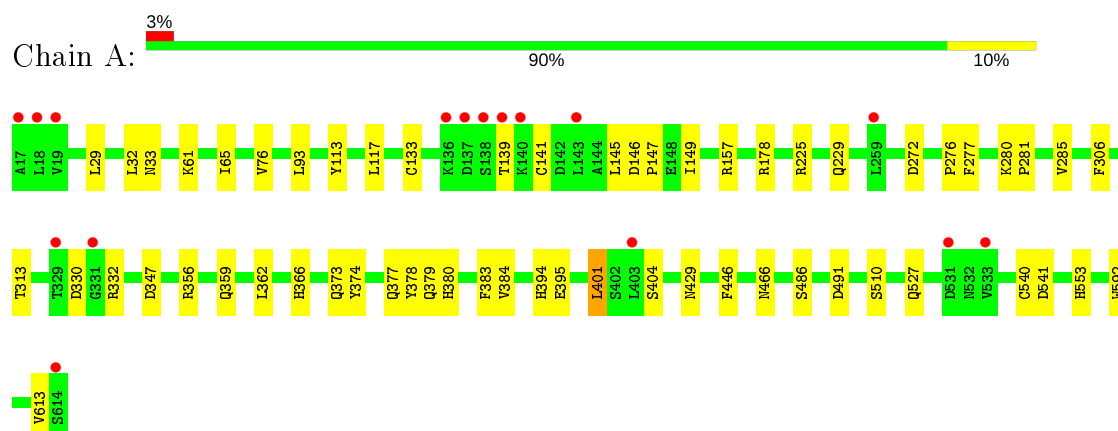 3%
Chain A:
90% 10%
A17 L18 V19 L29 L32 N33 K61 I65 V76 L93 Y113 L117 C133 K136 D137 S138 T139 K140 C141 D142 L143 A144 L145 D146 P147 E148 I149 R157 R178 R225 Q229 L259 D272 P276 F277 K280 P281 V285 F306
T313 T329 D330 G331 R332 D347 R356 Q359 L362 H366 Q373 Y374 Q377 Y378 Q379 H380 F383 V384 H394 E395 L401 S402 L403 S404 N429 F446 N466 S486 D491 S510 Q527 D531 N532 V533 C540 D541 H553
V613 S614